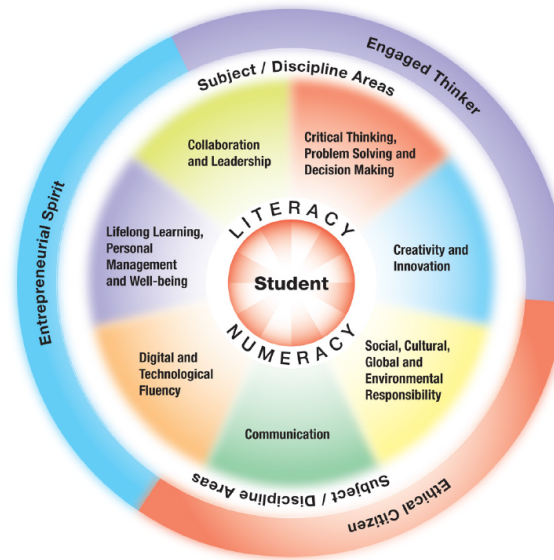 Engaged Thinker
Subject / Discipline Areas
Collaboration
and Leadership
Critical Thinking,
Problem Solving and
Decision Making
Entrepreneurial Spirit
Lifelong Learning,
Personal
Management
and Well-being
LITERACY
Student
NUMERACY
Creativity and
Innovation
Digital and
Technological
Fluency
Social, Cultural,
Global and
Environmental
Responsibility
Communication
Subject / Discipline Areas
Ethical Citizen